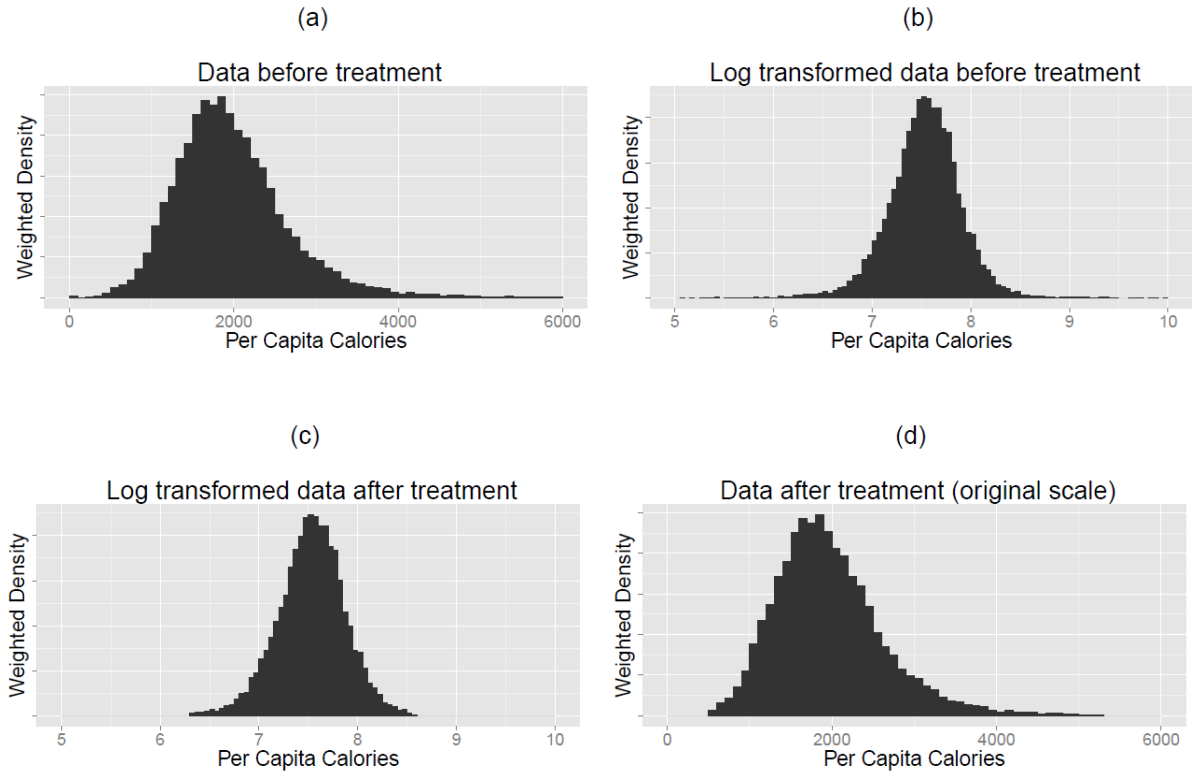 (a)
Data before treatment
Weighted Density
0 2000 4000 6000
Per Capita Calories
(b)
Log transformed data before treatment
Weighted Density
5 6 7 8 9 10
Per Capita Calories
(c)
Log transformed data after treatment
Weighted Density
5 6 7 8 9 10
Per Capita Calories
(d)
Data after treatment (original scale)
Weighted Density
0 2000 4000 6000
Per Capita Calories